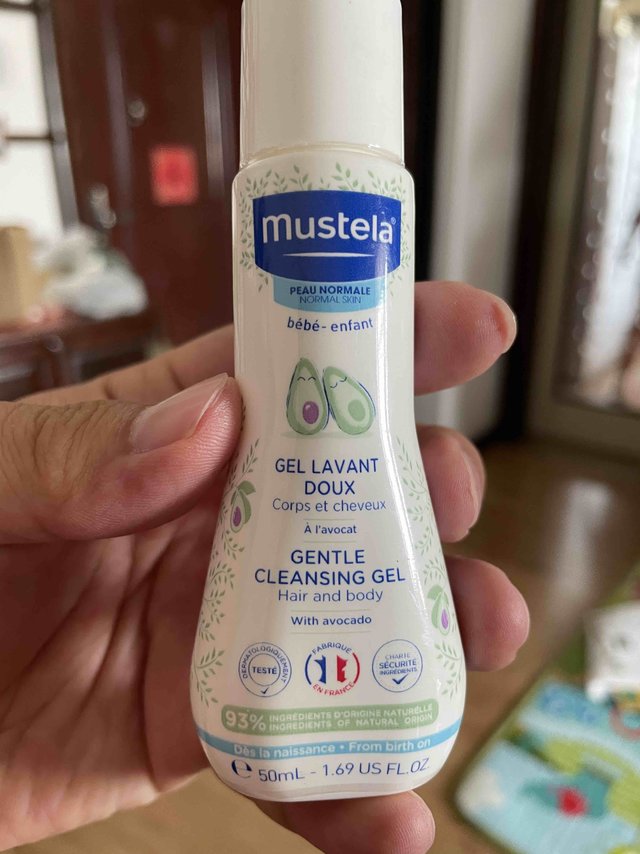 mustela®
PEAU NORMALE
NORMAL SKIN
bébé - enfant
GEL LAVANT
DOUX
Corps et cheveux
À l'avocat
GENTLE
CLEANSING GEL
Hair and body
With avocado
DERMATOLOGIQUEMENT
TESTÉ
FABRIQUÉ
EN FRANCE
CHARTE
SÉCURITÉ
INGRÉDIENTS
93% INGRÉDIENTS D'ORIGINE NATURELLE
INGREDIENTS OF NATURAL ORIGIN
Dès la naissance • From birth on
℮ 50mL - 1.69 US FL.OZ